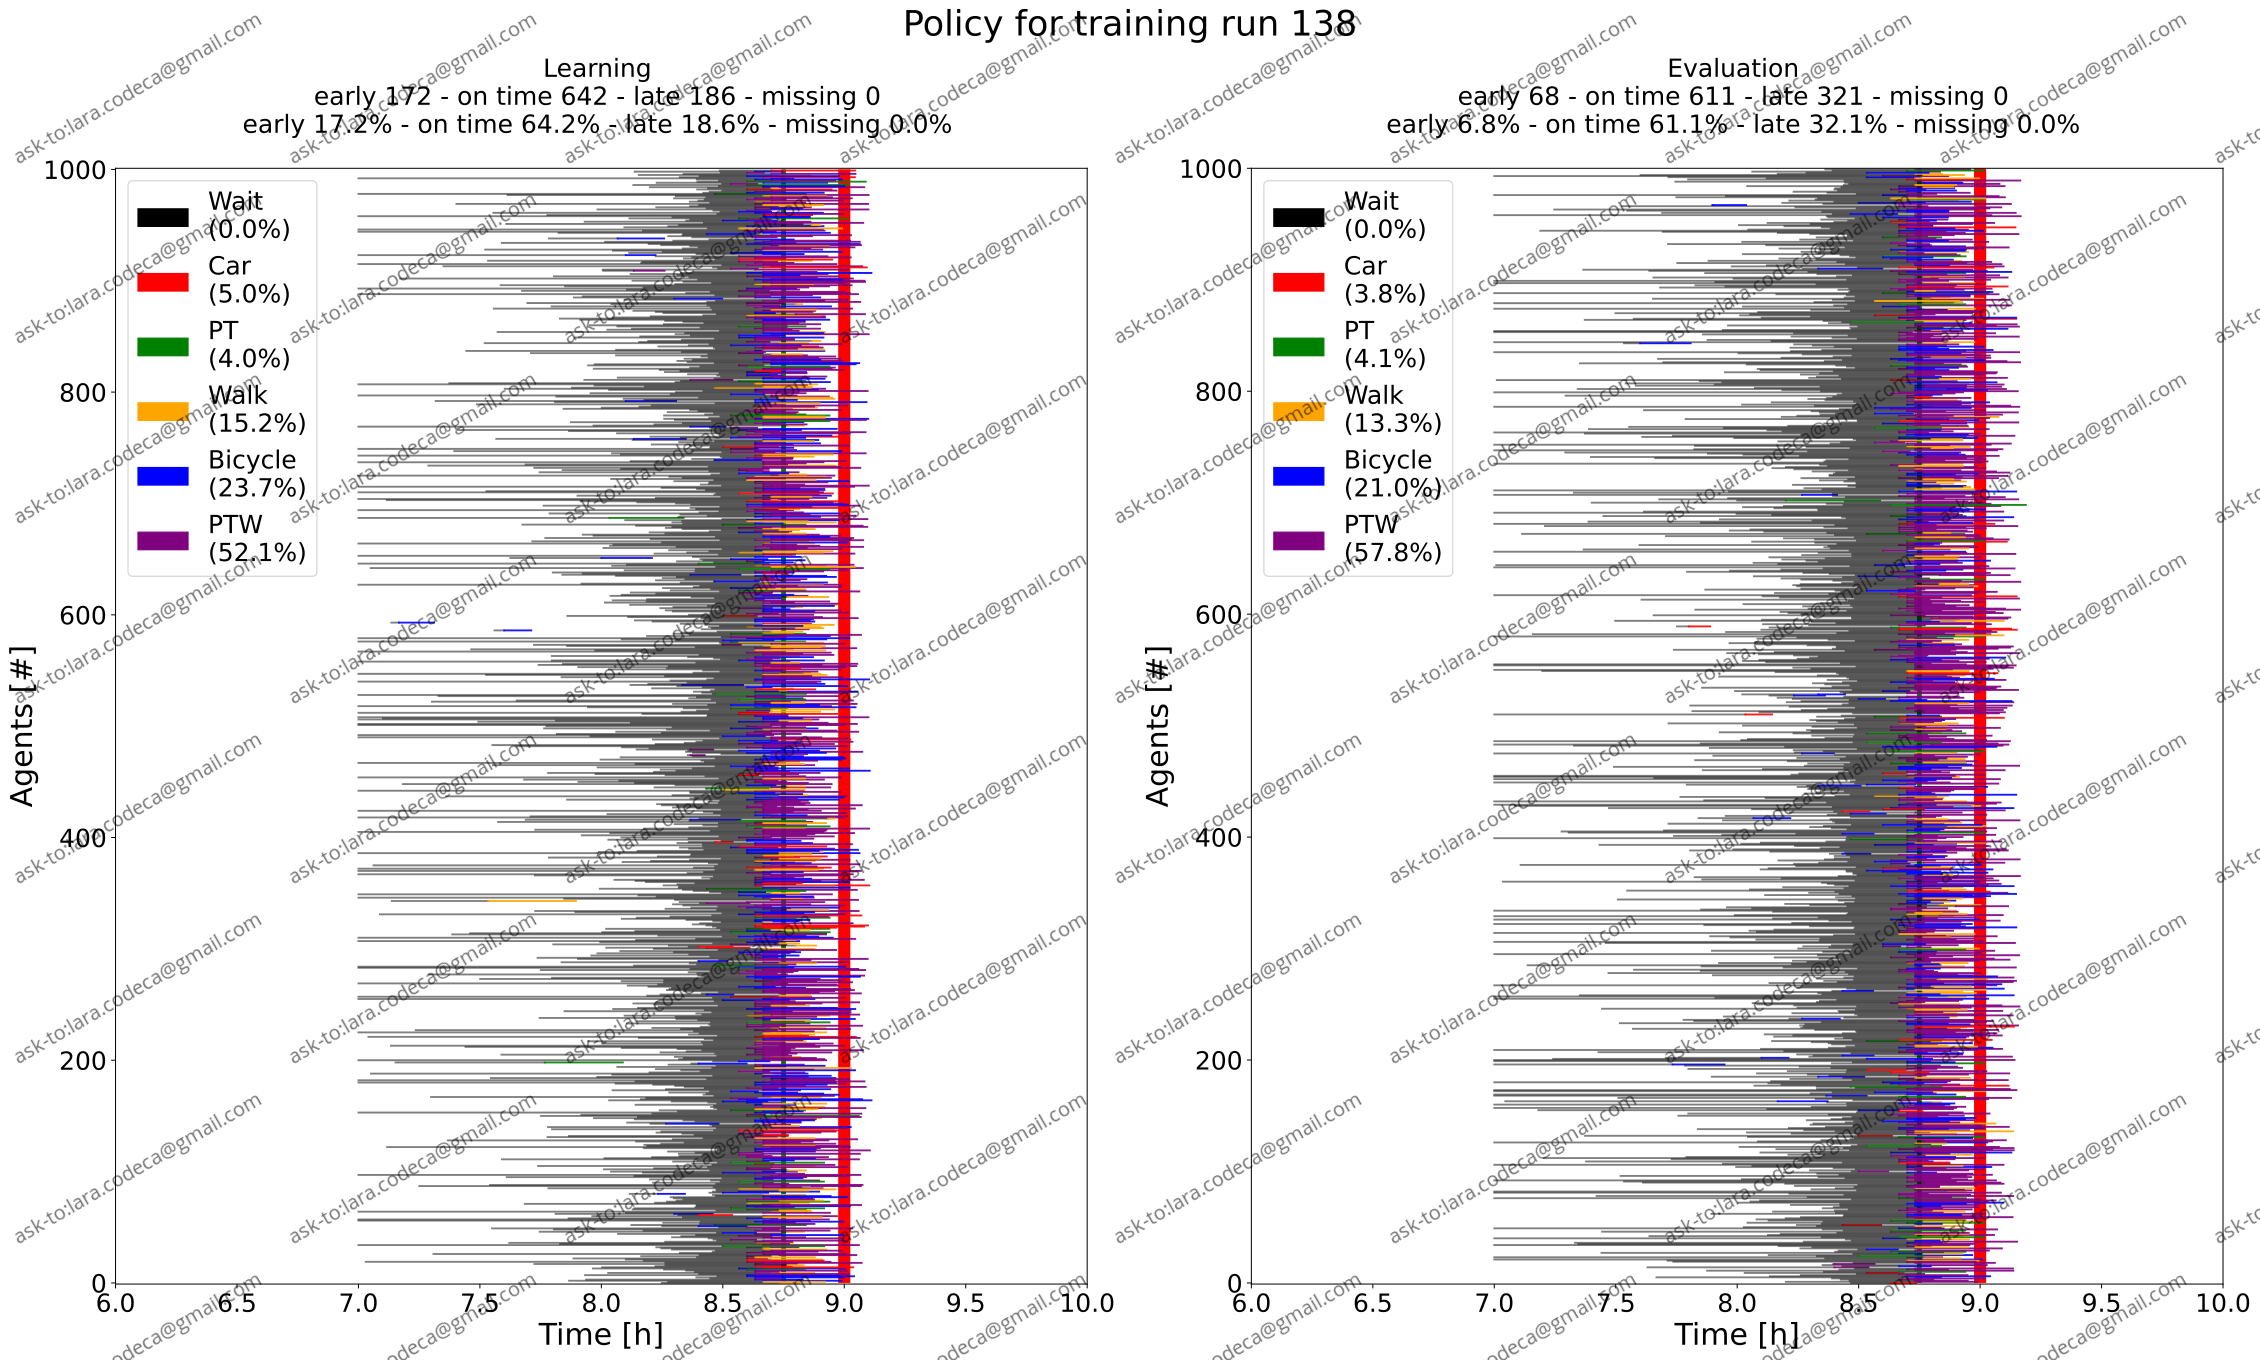 Policy for training run 138
Learning
early 172 - on time 642 - late 186 - missing 0
early 17.2% - on time 64.2% - late 18.6% - missing 0.0%
1000
800
600
400
200
0
Agents [#]
Wait
(0.0%)
Car
(5.0%)
PT
(4.0%)
Walk
(15.2%)
Bicycle
(23.7%)
PTW
(52.1%)
6.0 6.5 7.0 7.5 8.0 8.5 9.0 9.5 10.0
Time [h]
Evaluation
early 68 - on time 611 - late 321 - missing 0
early 6.8% - on time 61.1% - late 32.1% - missing 0.0%
1000
800
600
400
200
0
Agents [#]
Wait
(0.0%)
Car
(3.8%)
PT
(4.1%)
Walk
(13.3%)
Bicycle
(21.0%)
PTW
(57.8%)
6.0 6.5 7.0 7.5 8.0 8.5 9.0 9.5 10.0
Time [h]
ask-to:lara.codeca@gmail.com